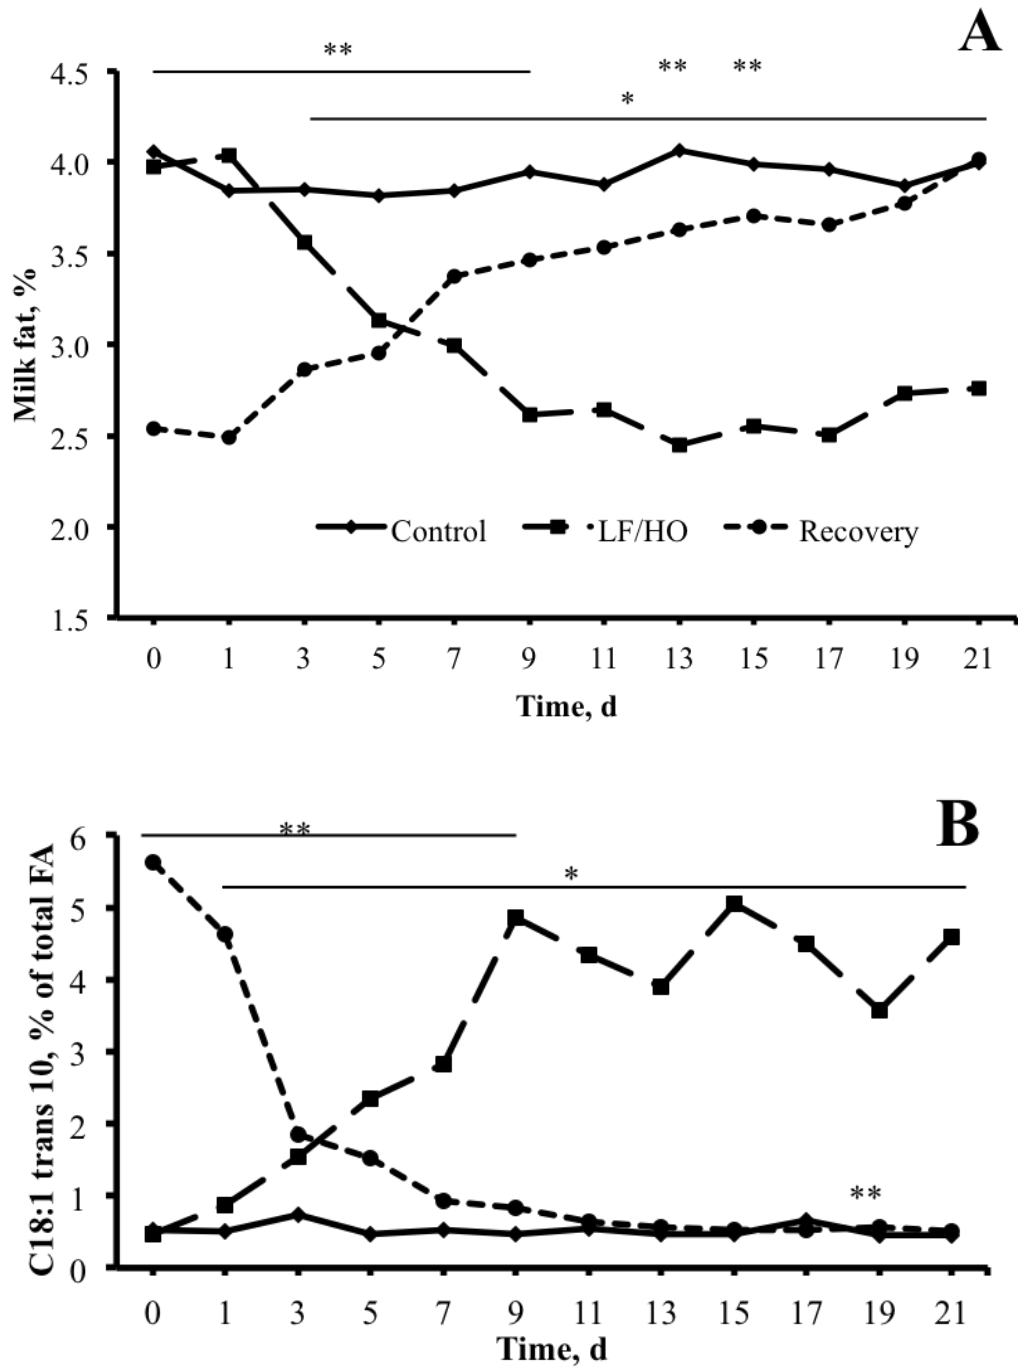 A
**
4.5
** **
*
4.0
3.5
3.0
2.5
2.0
1.5
Milk fat, %
Control LF/HO Recovery
0 1 3 5 7 9 11 13 15 17 19 21
Time, d
B
6
**
*
5
4
3
2
1
**
0
C18:1 trans 10, % of total FA
0 1 3 5 7 9 11 13 15 17 19 21
Time, d